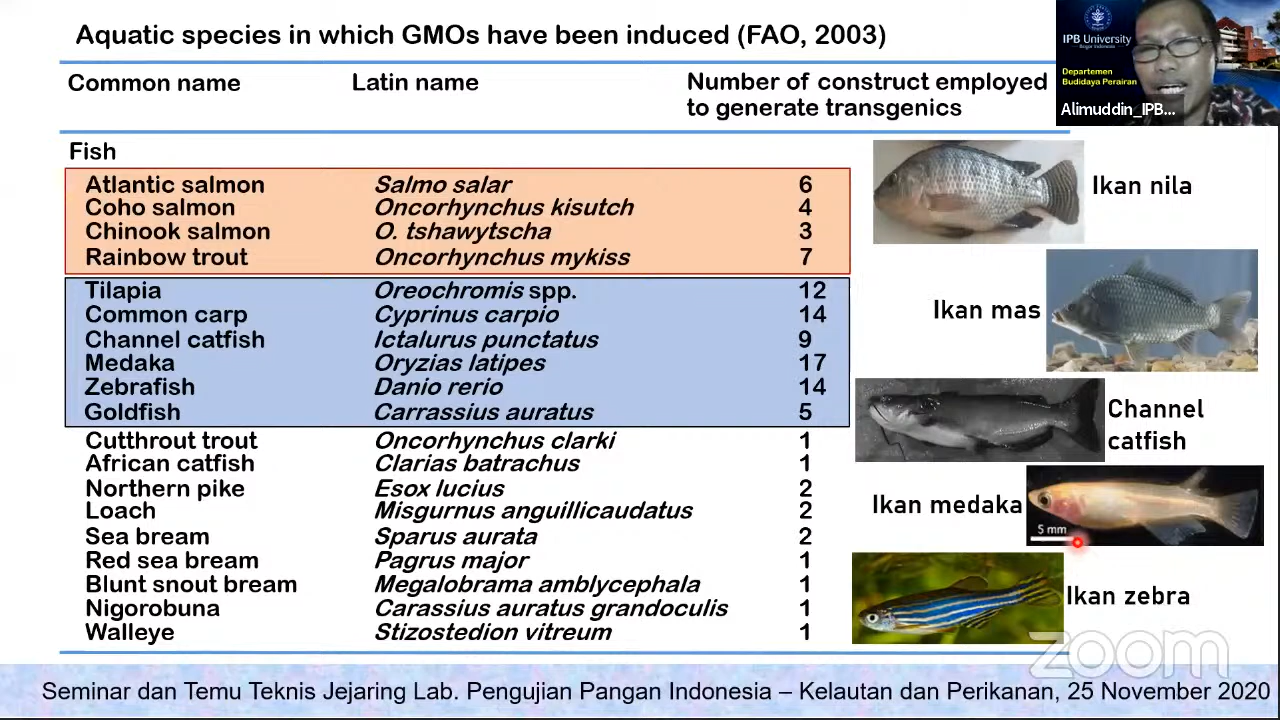 Aquatic species in which GMOs have been induced (FAO, 2003)
Common name Latin name Number of construct employed
to generate transgenics
Fish
Atlantic salmon Salmo salar 6
Coho salmon Oncorhynchus kisutch 4
Chinook salmon O. tshawytscha 3
Rainbow trout Oncorhynchus mykiss 7
Tilapia Oreochromis spp. 12
Common carp Cyprinus carpio 14
Channel catfish Ictalurus punctatus 9
Medaka Oryzias latipes 17
Zebrafish Danio rerio 14
Goldfish Carrassius auratus 5
Cutthrout trout Oncorhynchus clarki 1
African catfish Clarias batrachus 1
Northern pike Esox lucius 2
Loach Misgurnus anguillicaudatus 2
Sea bream Sparus aurata 2
Red sea bream Pagrus major 1
Blunt snout bream Megalobrama amblycephala 1
Nigorobuna Carassius auratus grandoculis 1
Walleye Stizostedion vitreum 1
IPB University
Bogor Indonesia
Departemen
Budidaya Perairan
Alimuddin_IPB...
Ikan nila
Ikan mas
Channel
catfish
Ikan medaka
5 mm
Ikan zebra
zoom
Seminar dan Temu Teknis Jejaring Lab. Pengujian Pangan Indonesia – Kelautan dan Perikanan, 25 November 2020